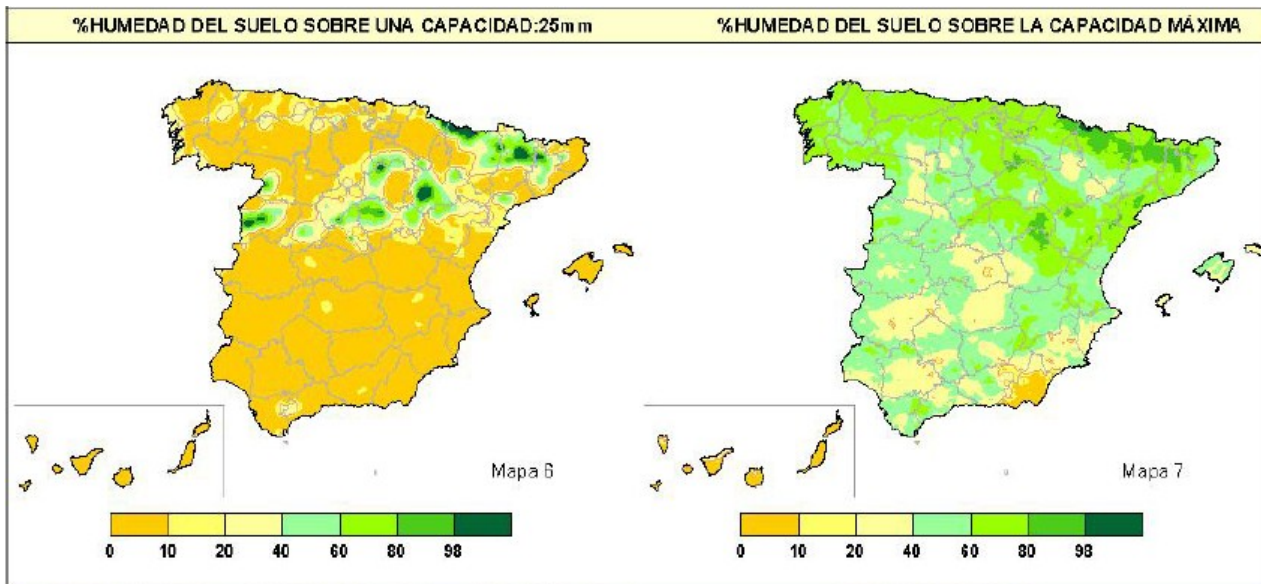 %HUMEDAD DEL SUELO SOBRE UNA CAPACIDAD:25mm
%HUMEDAD DEL SUELO SOBRE LA CAPACIDAD MÁXIMA
Mapa 6
Mapa 7
0 10 20 40 60 80 98
0 10 20 40 60 80 98